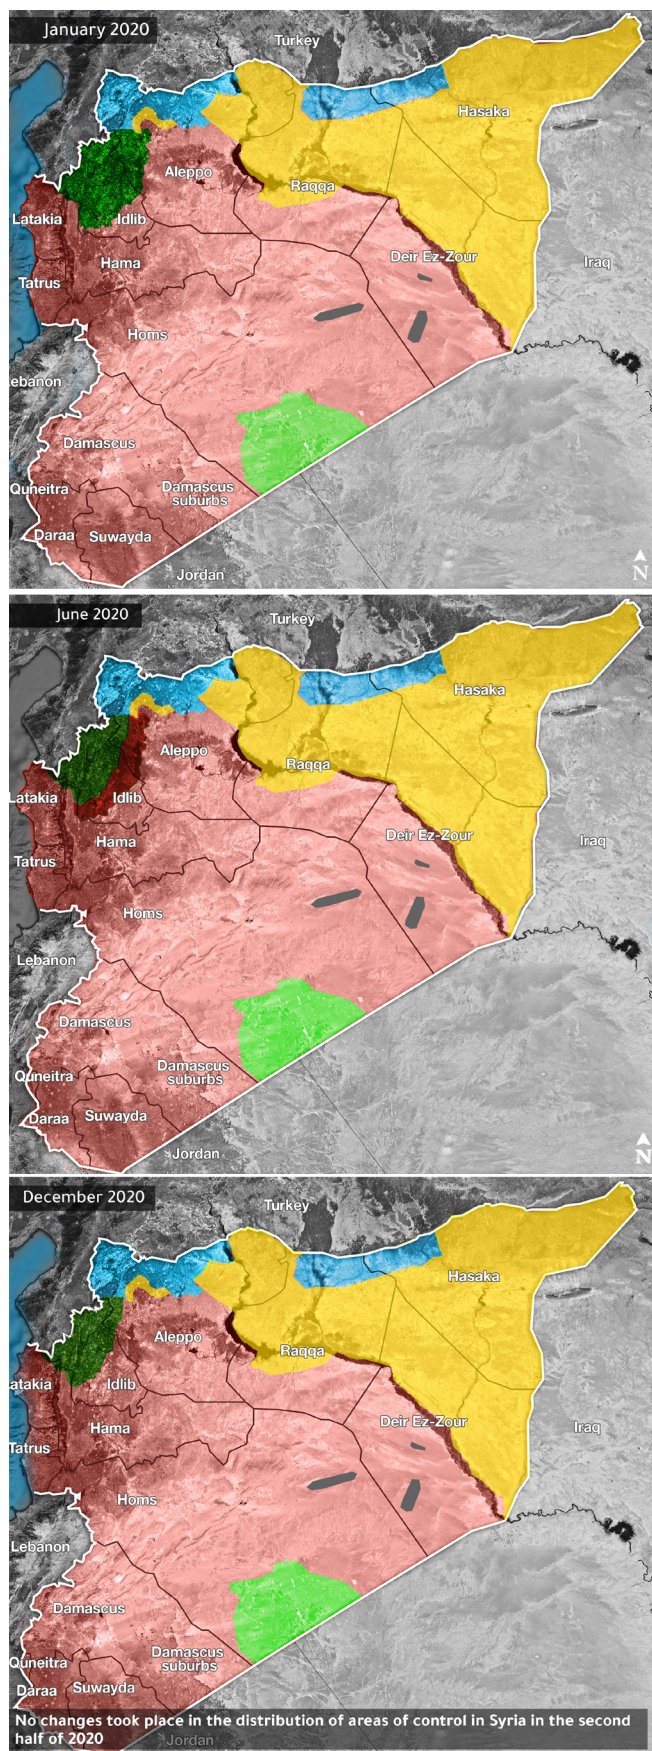 January 2020
Turkey
Hasaka
Aleppo
Raqqa
Latakia
Idlib
Deir Ez-Zour
Hama
Iraq
Tatrus
Homs
ebanon
Damascus
Quneitra
Damascus
suburbs
Daraa
Suwayda
Jordan
N
June 2020
Turkey
Hasaka
Aleppo
Raqqa
Latakia
Idlib
Deir Ez-Zour
Hama
Iraq
Tatrus
Homs
Lebanon
Damascus
Damascus
suburbs
Quneitra
Daraa
Suwayda
Jordan
N
December 2020
Turkey
Hasaka
Aleppo
Raqqa
atakia
Idlib
Deir Ez-Zour
Hama
Iraq
Tatrus
Homs
Lebanon
Damascus
Damascus
suburbs
Quneitra
Daraa
Suwayda
No changes took place in the distribution of areas of control in Syria in the second
half of 2020
Jordan